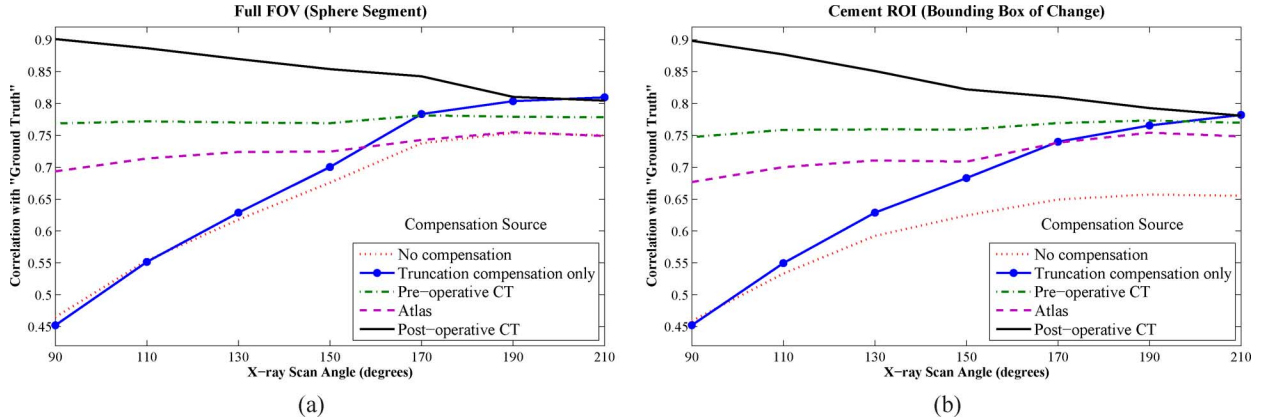 Full FOV (Sphere Segment)
Correlation with "Ground Truth"
0.9
0.85
0.8
0.75
0.7
0.65
0.6
0.55
0.5
0.45
Compensation Source
No compensation
Truncation compensation only
Pre−operative CT
Atlas
Post−operative CT
90 110 130 150 170 190 210
X−ray Scan Angle (degrees)
(a)
Cement ROI (Bounding Box of Change)
Correlation with "Ground Truth"
0.9
0.85
0.8
0.75
0.7
0.65
0.6
0.55
0.5
0.45
Compensation Source
No compensation
Truncation compensation only
Pre−operative CT
Atlas
Post−operative CT
90 110 130 150 170 190 210
X−ray Scan Angle (degrees)
(b)